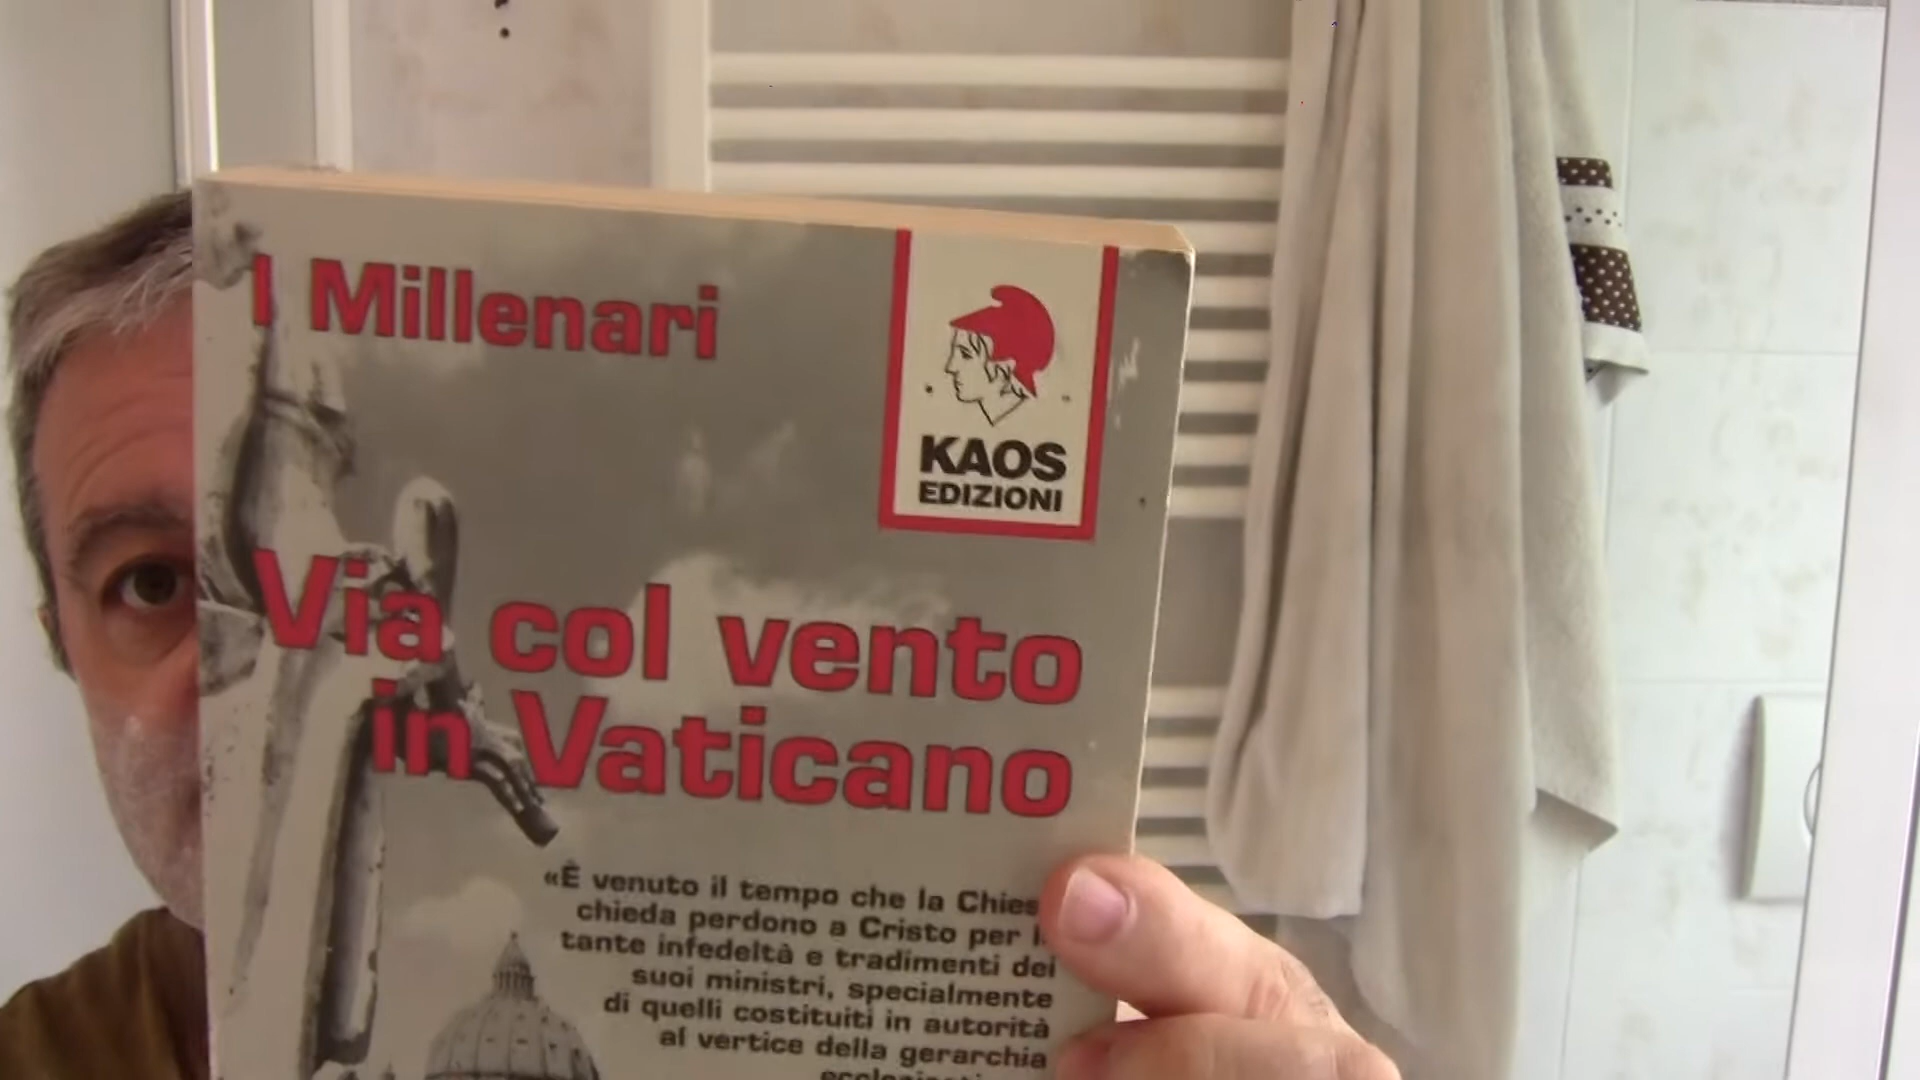 I Millenari
KAOS
EDIZIONI
Via col vento
in Vaticano
«È venuto il tempo che la
chieda perdono a Cristo per
tante infedeltà e tradimenti dei
suoi ministri, specialmente
di quelli costituiti in autorità
al vertice della gerarchia